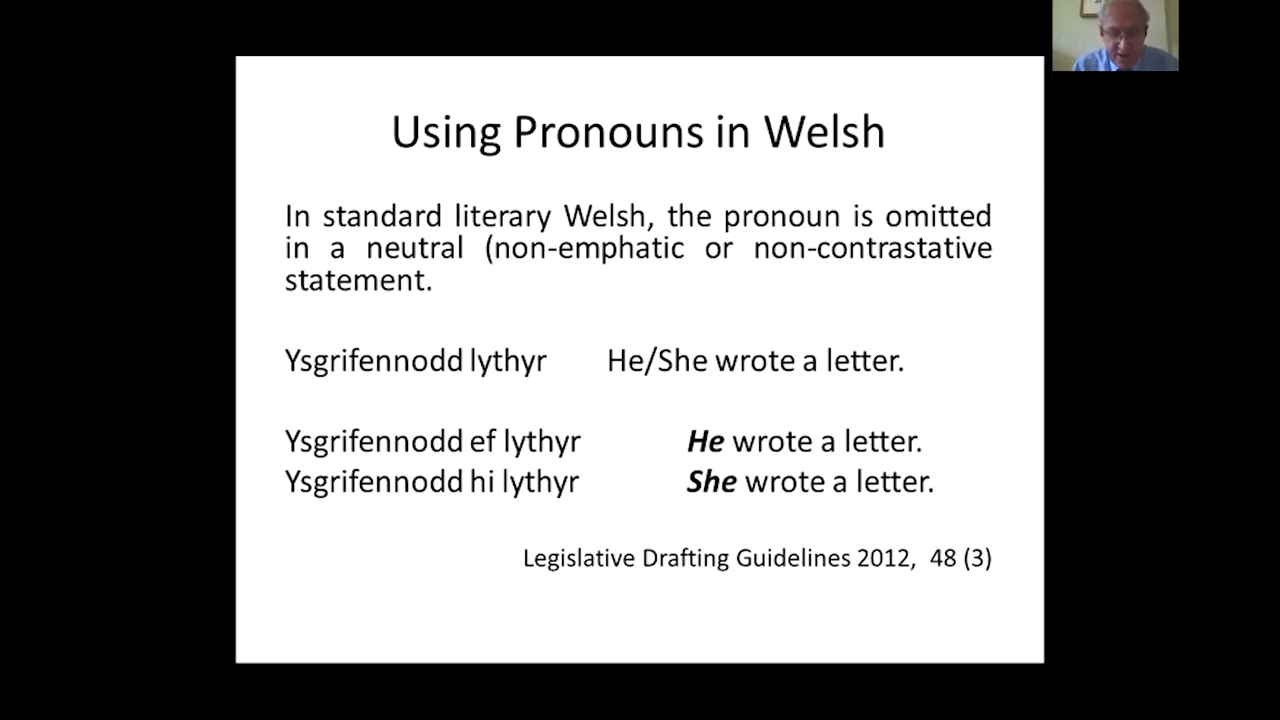 Using Pronouns in Welsh
In standard literary Welsh, the pronoun is omitted
in a neutral (non-emphatic or non-contrastative
statement.
Ysgrifennodd lythyr He/She wrote a letter.
Ysgrifennodd ef lythyr He wrote a letter.
Ysgrifennodd hi lythyr She wrote a letter.
Legislative Drafting Guidelines 2012, 48 (3)